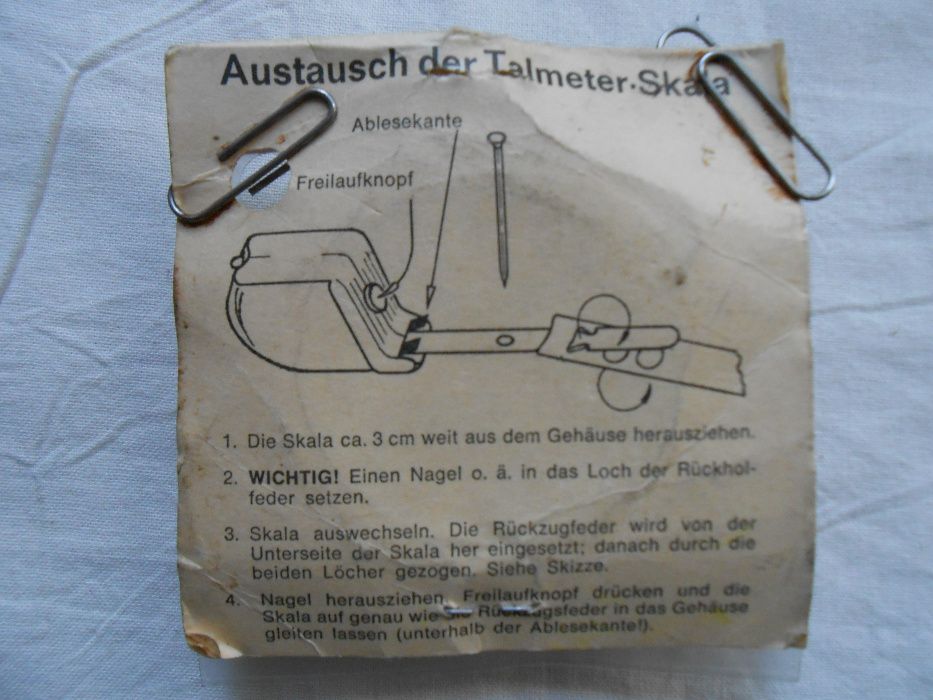 Austausch der Talmeter-Skala
Ablesekante
Freilaufknopf
1. Die Skala ca. 3 cm weit aus dem Gehäuse herausziehen.
2. WICHTIG! Einen Nagel o. ä. in das Loch der Rückhol-
feder setzen.
3. Skala auswechseln. Die Rückzugfeder wird von der
Unterseite der Skala her eingesetzt; danach durch die
beiden Löcher gezogen. Siehe Skizze.
4. Nagel herausziehen, Freilaufknopf drücken und die
Skala auf genau wie die Rückzugsfeder in das Gehäuse
gleiten lassen (unterhalb der Ablesekante!).